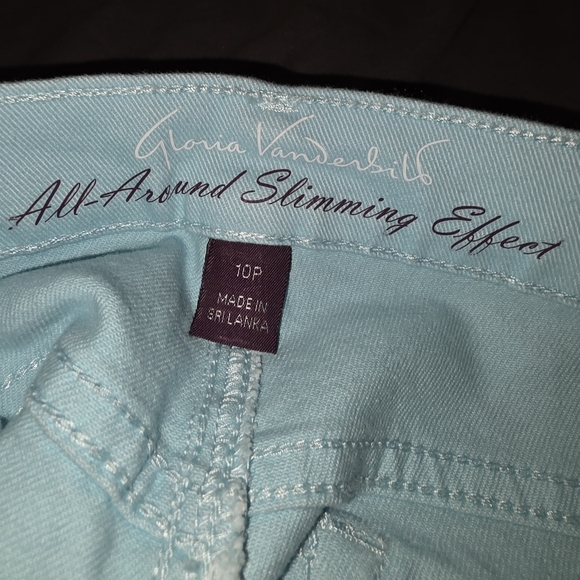 Gloria Vanderbilt
All-Around Slimming Effect
10P
MADE IN
SRI LANKA